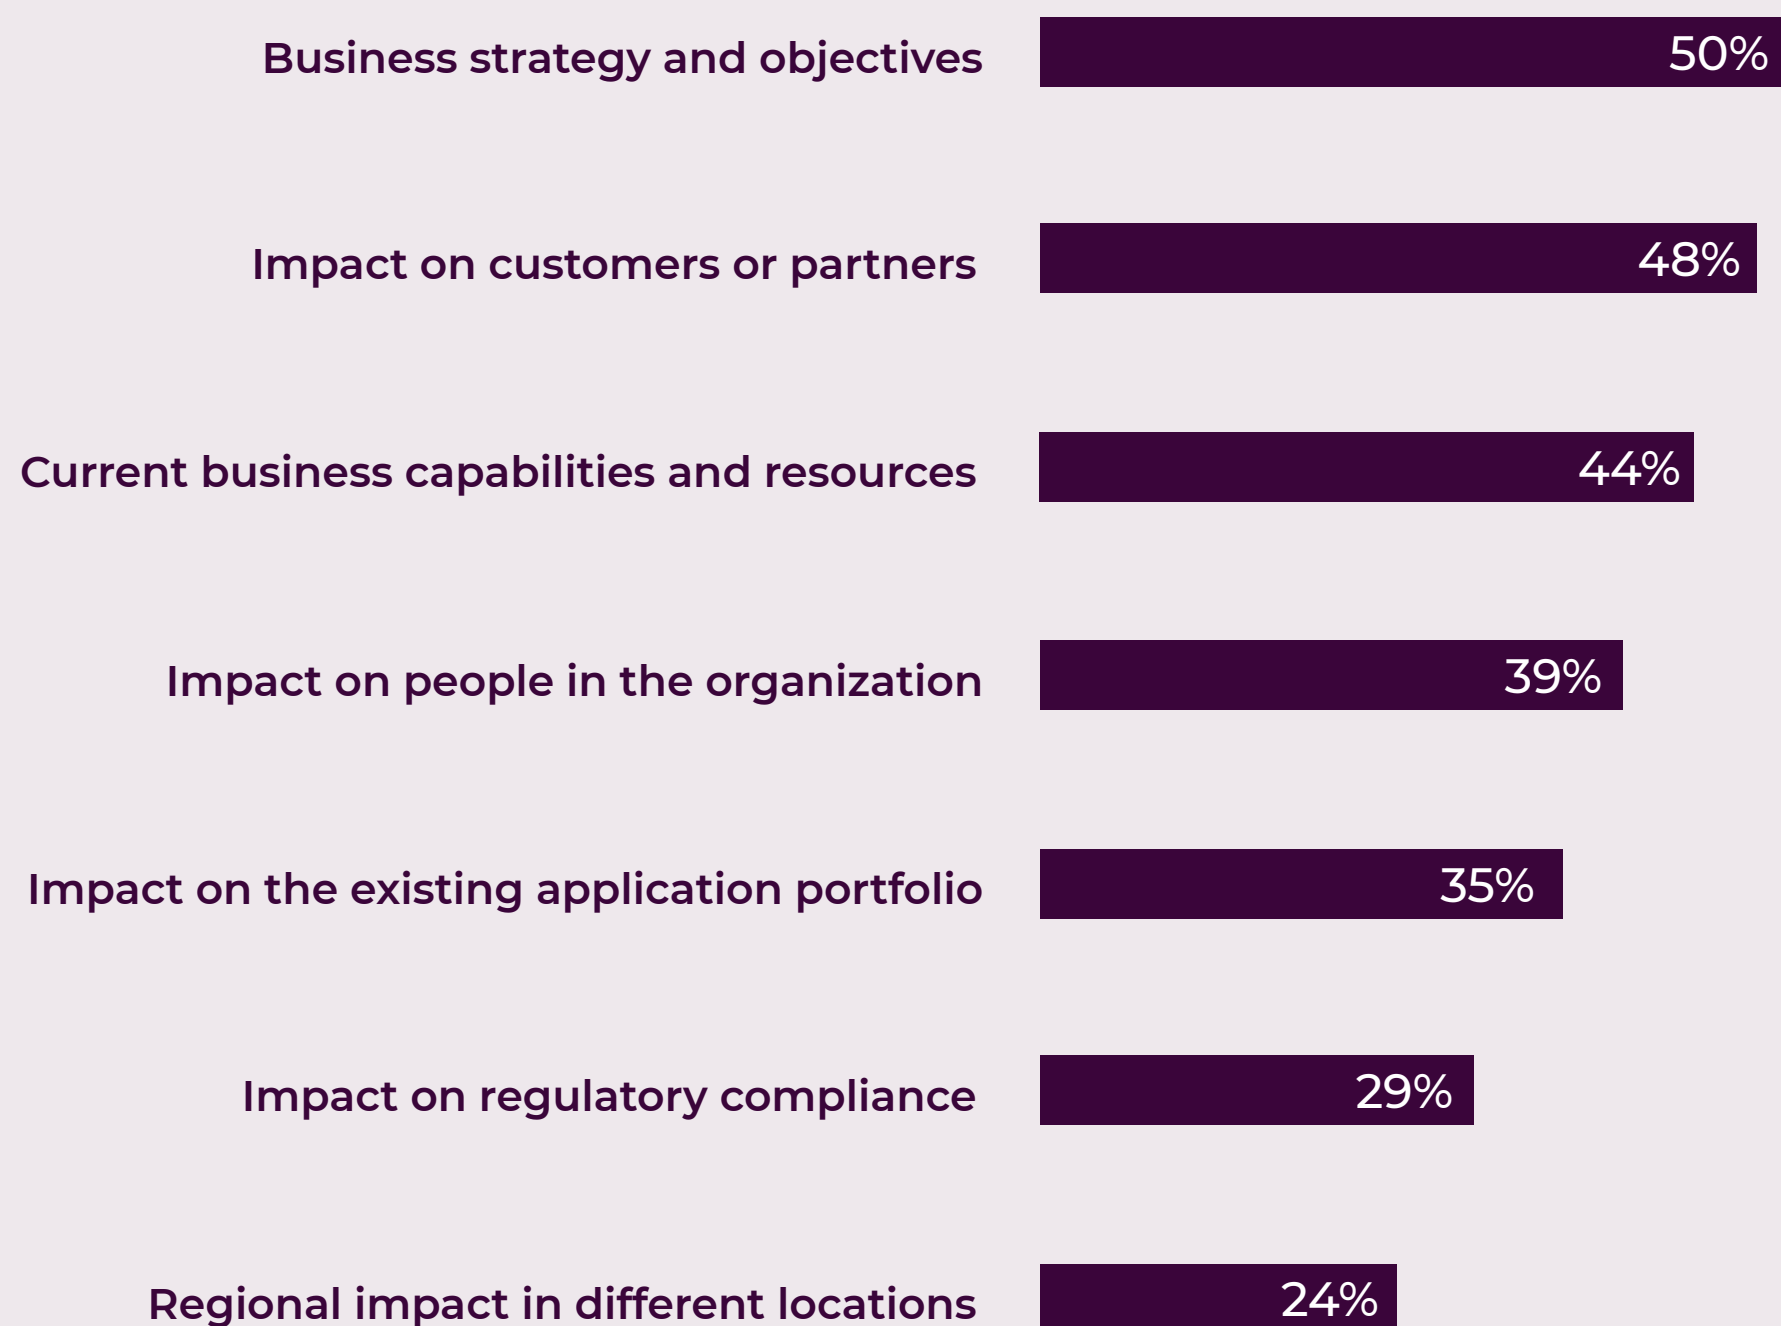 Business strategy and objectives 50%
Impact on customers or partners 48%
Current business capabilities and resources 44%
Impact on people in the organization 39%
Impact on the existing application portfolio 35%
Impact on regulatory compliance 29%
Regional impact in different locations 24%